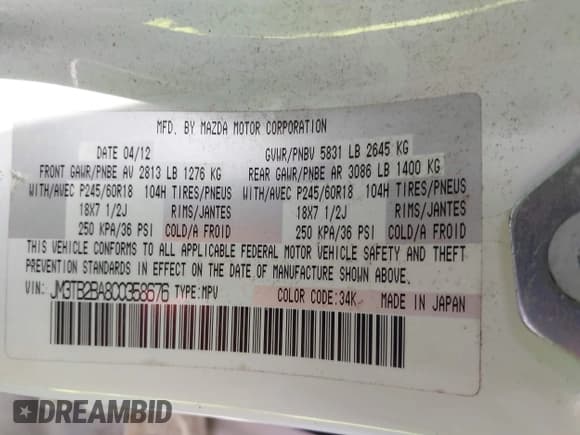 MFD. BY MAZDA MOTOR CORPORATION
DATE 04/12 GVWR/PNBV 5831 LB 2645 KG
FRONT GAWR/PNBE AV 2813 LB 1276 KG REAR GAWR/PNBE AR 3086 LB 1400 KG
WITH/AVEC P245/60R18 104H TIRES/PNEUS WITH/AVEC P245/60R18 104H TIRES/PNEUS
18X7 1/2J RIMS/JANTES 18X7 1/2J RIMS/JANTES
250 KPA/36 PSI COLD/A FROID 250 KPA/36 PSI COLD/A FROID
THIS VEHICLE CONFORMS TO ALL APPLICABLE FEDERAL MOTOR VEHICLE SAFETY AND THEFT
PREVENTION STANDARDS IN EFFECT ON THE DATE OF MANUFACTURE SHOWN ABOVE.
VIN: JM3TB2BA8C0358676 TYPE:MPV COLOR CODE:34K MADE IN JAPAN
DREAMBID